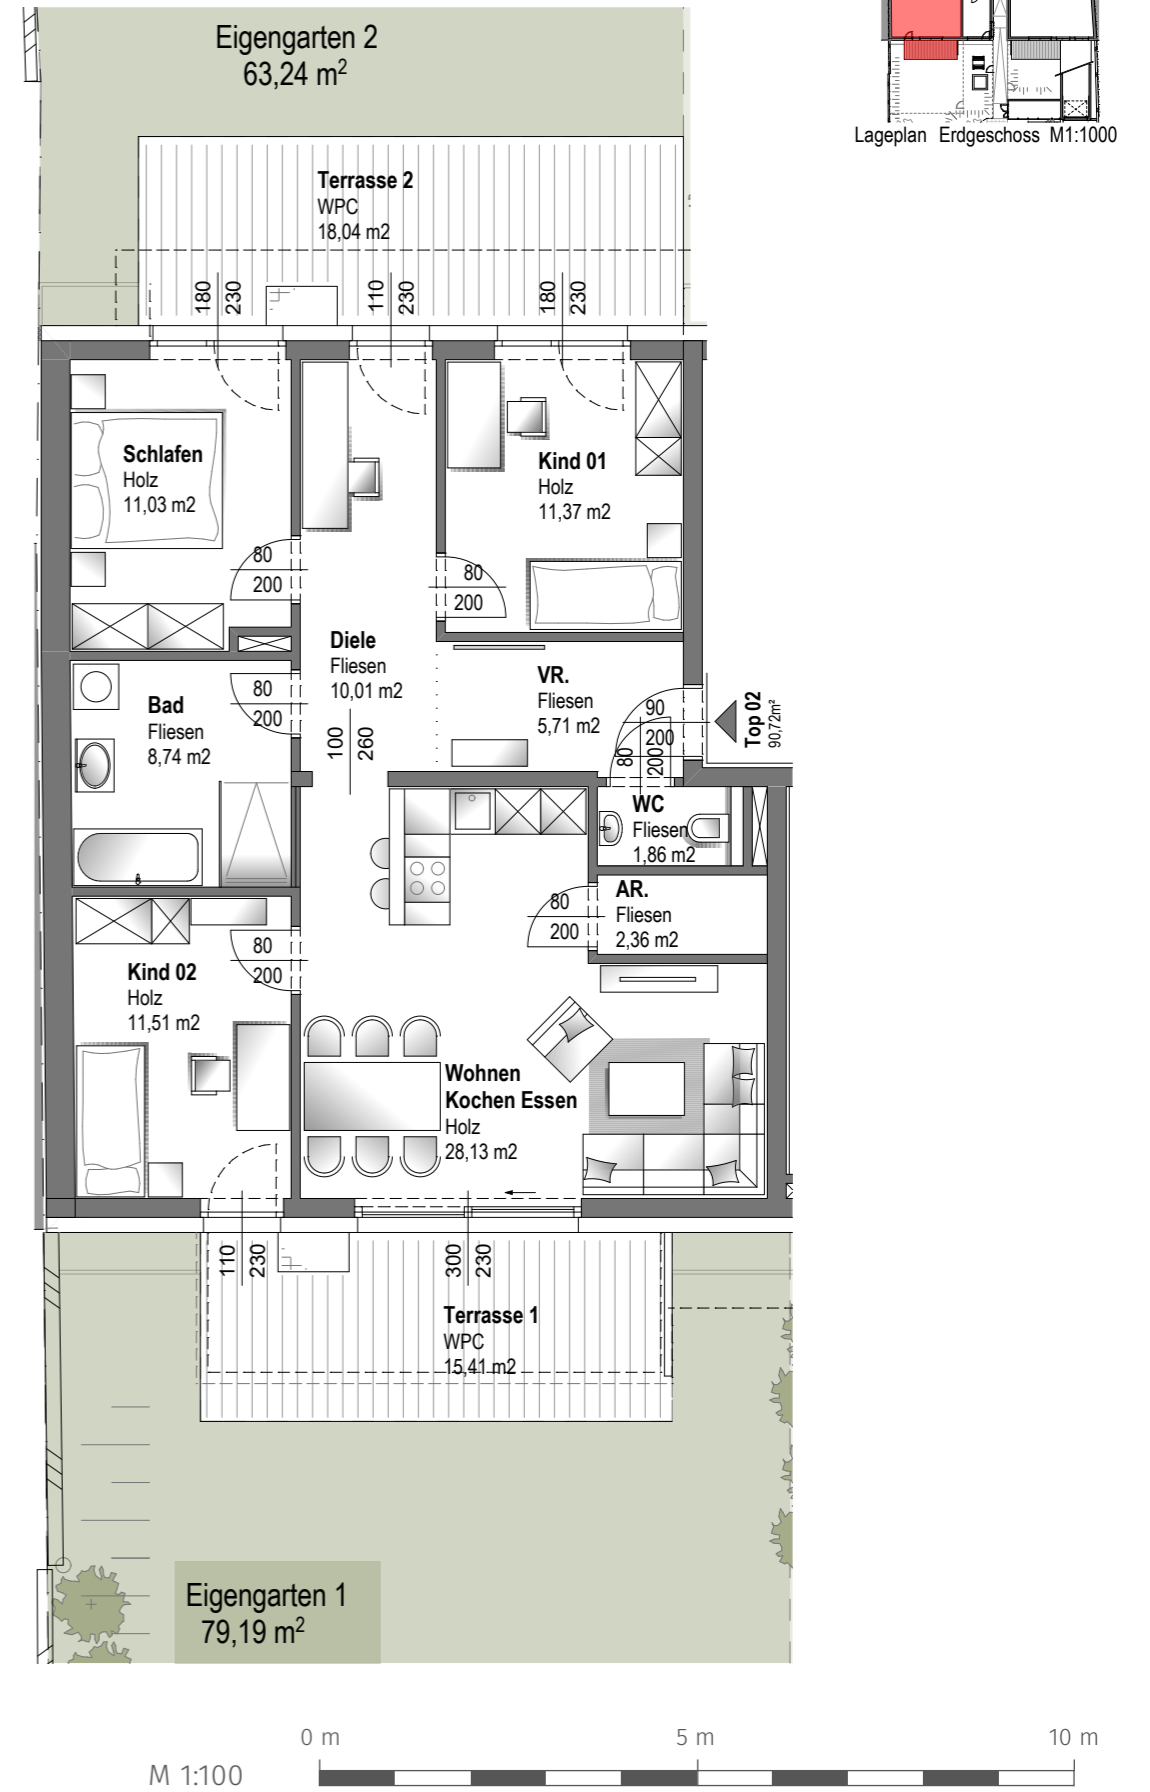 Eigengarten 2
63,24 m²
Lageplan Erdgeschoss M1:1000
Terrasse 2
WPC
18,04 m2
180
230
110
230
180
230
Schlafen
Holz
11,03 m2
80
200
Kind 01
Holz
11,37 m2
80
200
Diele
Fliesen
10,01 m2
100
260
VR.
Fliesen
5,71 m2
90
200
80
200
Top 02
90,72m²
Bad
Fliesen
8,74 m2
80
200
WC
Fliesen
1,86 m2
AR.
Fliesen
2,36 m2
80
200
Kind 02
Holz
11,51 m2
80
200
Wohnen
Kochen Essen
Holz
28,13 m2
110
230
300
230
Terrasse 1
WPC
15,41 m2
Eigengarten 1
79,19 m²
0 m
5 m
10 m
M 1:100